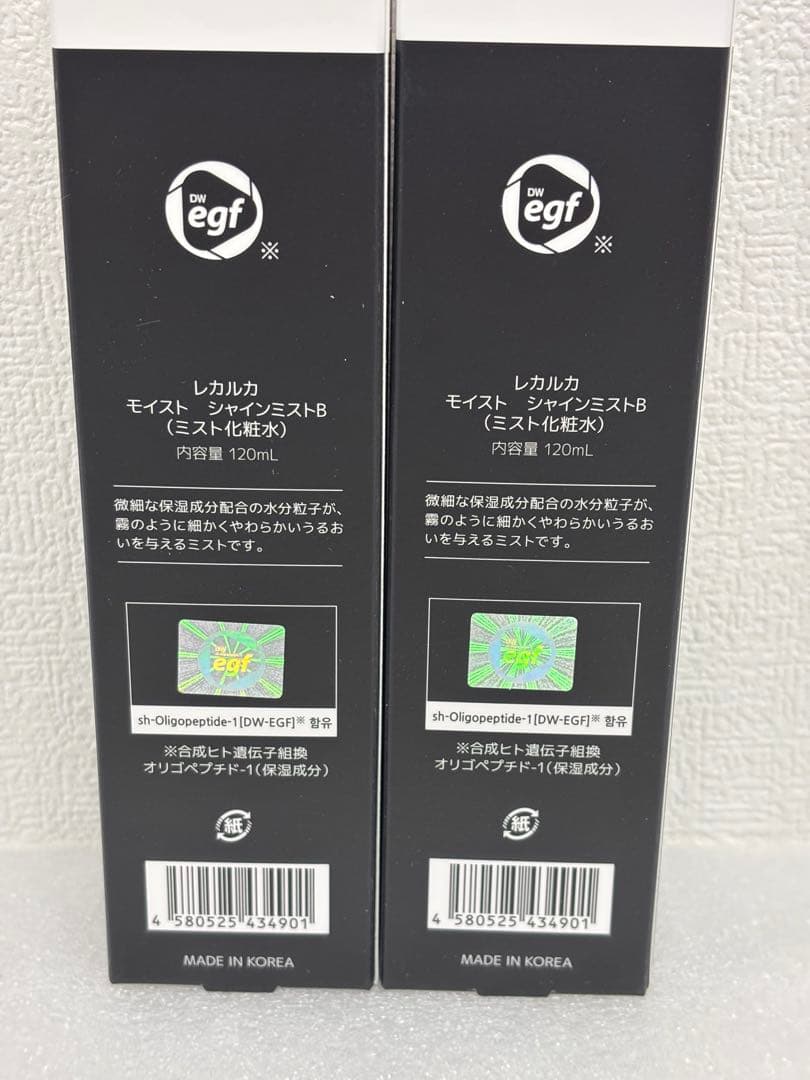 DW
egf
※
レカルカ
モイスト　シャインミストB
（ミスト化粧水）
内容量 120mL
微細な保湿成分配合の水分粒子が、
霧のように細かくやわらかいうるお
いを与えるミストです。
DW
egf
sh-Oligopeptide-1[DW-EGF]※ 함유
※合成ヒト遺伝子組換
オリゴペプチド-1（保湿成分）
紙
4 580525 434901
MADE IN KOREA
DW
egf
※
レカルカ
モイスト　シャインミストB
（ミスト化粧水）
内容量 120mL
微細な保湿成分配合の水分粒子が、
霧のように細かくやわらかいうるお
いを与えるミストです。
DW
egf
sh-Oligopeptide-1[DW-EGF]※ 함유
※合成ヒト遺伝子組換
オリゴペプチド-1（保湿成分）
紙
4 580525 434901
MADE IN KOREA